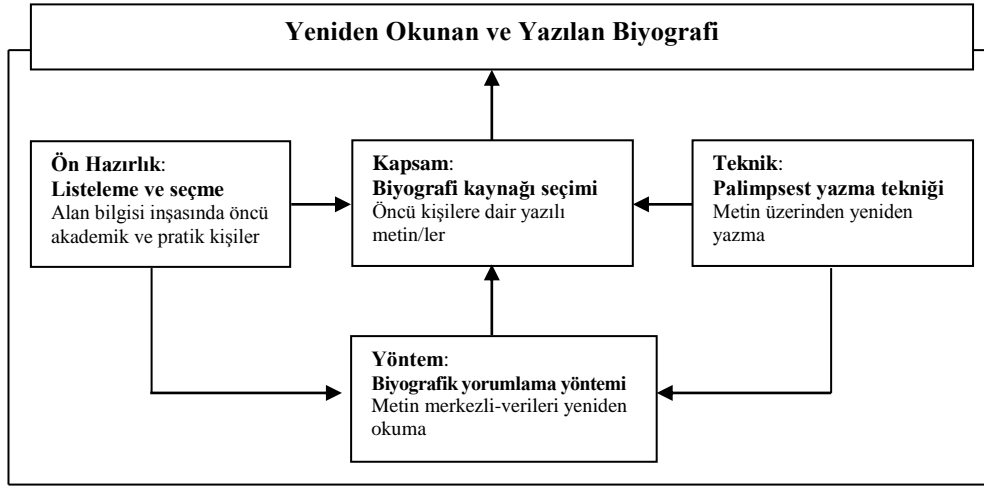 Yeniden Okunan ve Yazılan Biyografi
Ön Hazırlık:
Listeleme ve seçme
Alan bilgisi inşasında öncü
akademik ve pratik kişiler
Kapsam:
Biyografi kaynağı seçimi
Öncü kişilere dair yazılı
metin/ler
Teknik:
Palimpsest yazma tekniği
Metin üzerinden yeniden
yazma
Yöntem:
Biyografik yorumlama yöntemi
Metin merkezli-verileri yeniden
okuma